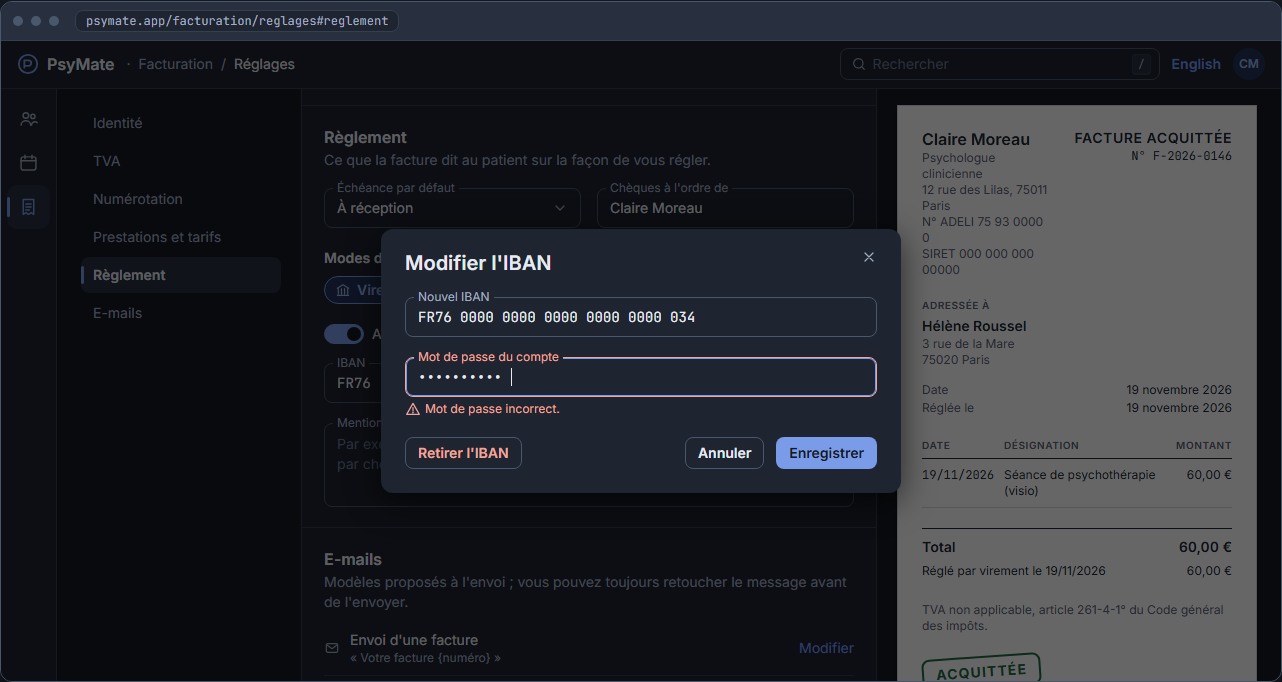 psymate.app/facturation/reglages#reglement
PsyMate · Facturation / Réglages
Rechercher /
English
CM
Identité
TVA
Numérotation
Prestations et tarifs
Règlement
E-mails
Règlement
Ce que la facture dit au patient sur la façon de vous régler.
Échéance par défaut
À réception
Chèques à l'ordre de
Claire Moreau
Modes d
Vire
A
IBAN
FR76
Mention
Par exe
par ch
Modifier l'IBAN
Nouvel IBAN
FR76 0000 0000 0000 0000 0000 034
Mot de passe du compte
••••••••••
Mot de passe incorrect.
Retirer l'IBAN
Annuler
Enregistrer
E-mails
Modèles proposés à l'envoi ; vous pouvez toujours retoucher le message avant
de l'envoyer.
Envoi d'une facture
« Votre facture {numéro} »
Modifier
Claire Moreau
Psychologue
clinicienne
12 rue des Lilas, 75011
Paris
N° ADELI 75 93 0000
0
SIRET 000 000 000
00000
FACTURE ACQUITTÉE
N° F-2026-0146
ADRESSÉE À
Hélène Roussel
3 rue de la Mare
75020 Paris
Date 19 novembre 2026
Réglée le 19 novembre 2026
DATE DÉSIGNATION MONTANT
19/11/2026 Séance de psychothérapie 60,00 €
(visio)
Total 60,00 €
Réglé par virement le 19/11/2026 60,00 €
TVA non applicable, article 261-4-1° du Code général
des impôts.
ACQUITTÉE